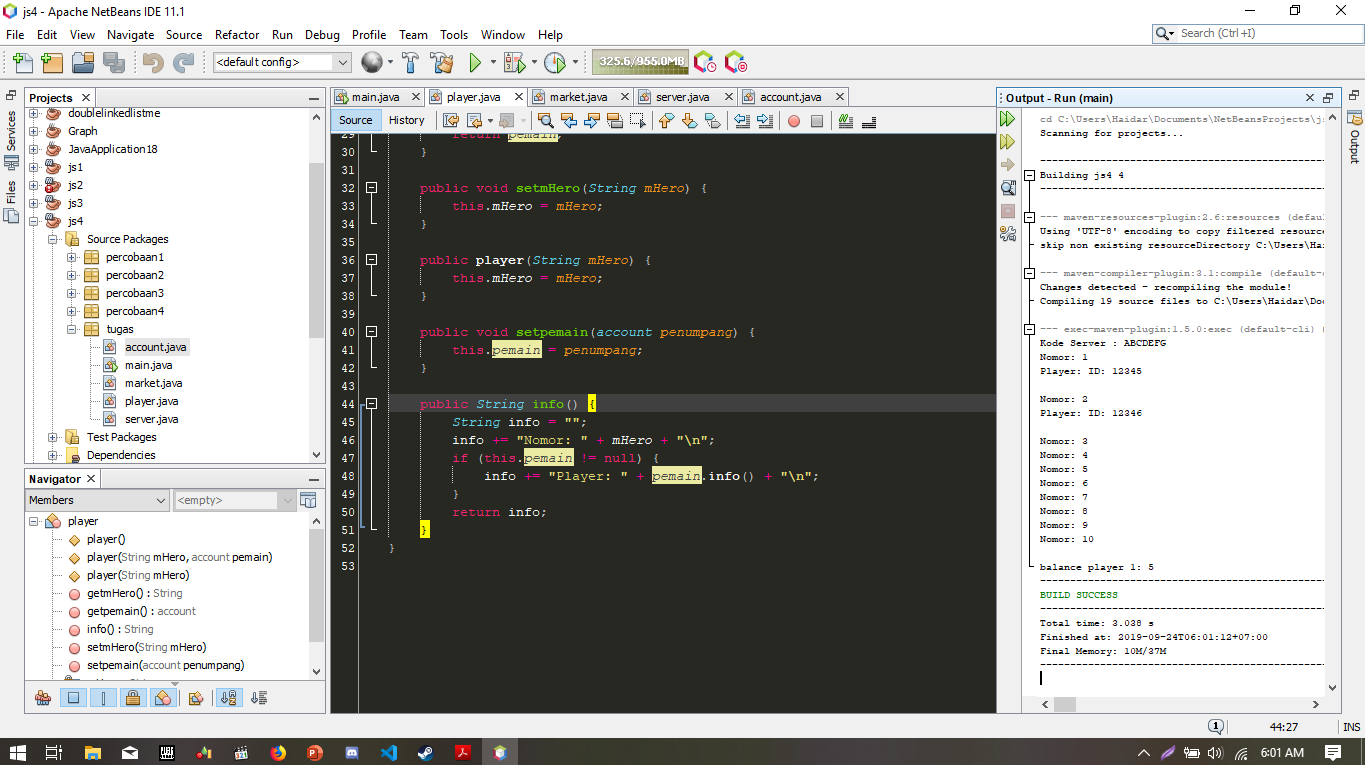 js4 - Apache NetBeans IDE 11.1
File Edit View Navigate Source Refactor Run Debug Profile Team Tools Window Help
Search (Ctrl+I)
<default config>
325.6/955.0MB
Services
Files
Projects
doublelinkedlistme
Graph
JavaApplication18
js1
js2
js3
js4
Source Packages
percobaan1
percobaan2
percobaan3
percobaan4
tugas
account.java
main.java
market.java
player.java
server.java
Test Packages
Dependencies
Navigator
Members
<empty>
player
player()
player(String mHero, account pemain)
player(String mHero)
getmHero() : String
getpemain() : account
info() : String
setmHero(String mHero)
setpemain(account penumpang)
main.java player.java market.java server.java account.java
Source History
29 return pemain;
30 }
31
32 public void setmHero(String mHero) {
33 this.mHero = mHero;
34 }
35
36 public player(String mHero) {
37 this.mHero = mHero;
38 }
39
40 public void setpemain(account penumpang) {
41 this.pemain = penumpang;
42 }
43
44 public String info() {
45 String info = "";
46 info += "Nomor: " + mHero + "\n";
47 if (this.pemain != null) {
48 info += "Player: " + pemain.info() + "\n";
49 }
50 return info;
51 }
52 }
53
Output - Run (main)
cd C:\Users\Haidar\Documents\NetBeansProjects\js
Scanning for projects...
------------------------------------------
Building js4 4
------------------------------------------
--- maven-resources-plugin:2.6:resources (defau
Using 'UTF-8' encoding to copy filtered resourc
skip non existing resourceDirectory C:\Users\Hai
--- maven-compiler-plugin:3.1:compile (default-c
Changes detected - recompiling the module!
Compiling 19 source files to C:\Users\Haidar\Doc
--- exec-maven-plugin:1.5.0:exec (default-cli)
Kode Server : ABCDEFG
Nomor: 1
Player: ID: 12345
Nomor: 2
Player: ID: 12346
Nomor: 3
Nomor: 4
Nomor: 5
Nomor: 6
Nomor: 7
Nomor: 8
Nomor: 9
Nomor: 10
balance player 1: 5
------------------------------------------
BUILD SUCCESS
------------------------------------------
Total time: 3.038 s
Finished at: 2019-09-24T06:01:12+07:00
Final Memory: 10M/37M
------------------------------------------
Output
1
44:27 INS
6:01 AM